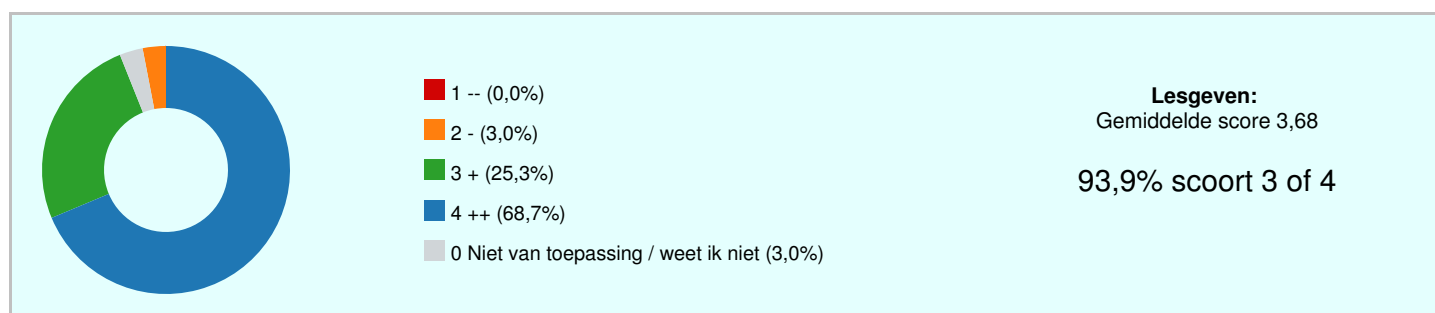 1 -- (0,0%)
2 - (3,0%)
3 + (25,3%)
4 ++ (68,7%)
0 Niet van toepassing / weet ik niet (3,0%)
Lesgeven:
Gemiddelde score 3,68
93,9% scoort 3 of 4